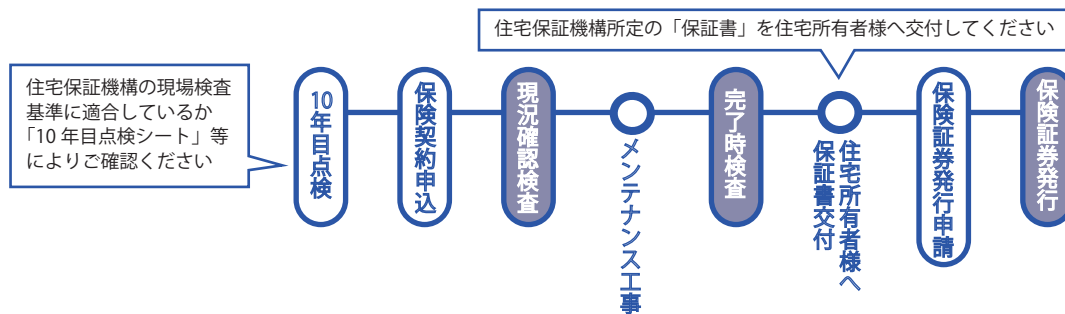 住宅保証機構所定の「保証書」を住宅所有者様へ交付してください
住宅保証機構の現場検査
基準に適合しているか
「10年目点検シート」等
によりご確認ください
10年目点検
保険契約申込
現況確認検査
メンテナンス工事
完了時検査
住宅所有者様へ
保証書交付
保険証券発行申請
保険証券発行